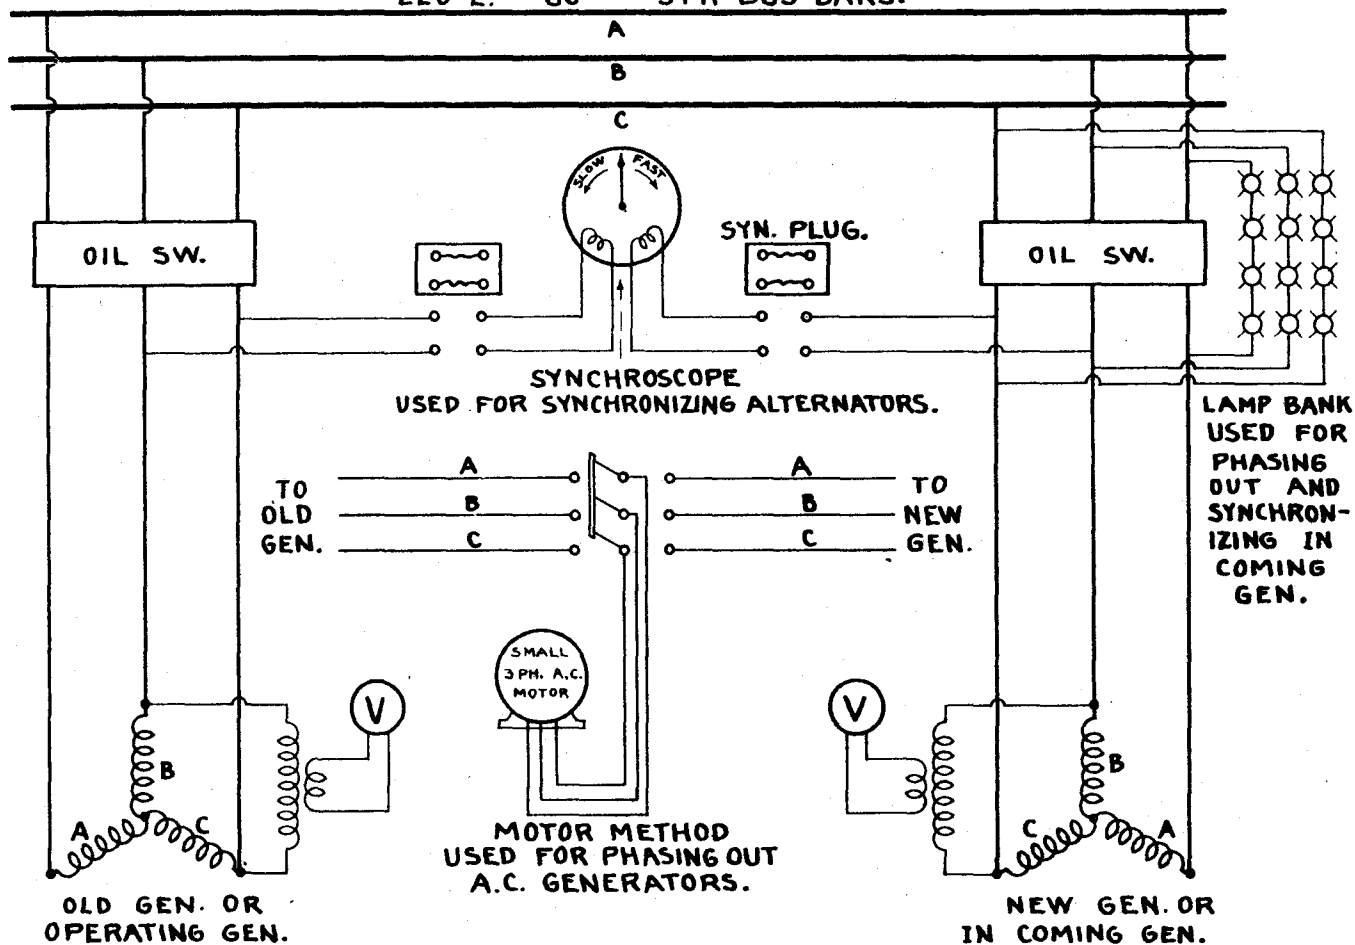 A
B
C
SLOW FAST
SYN. PLUG.
OIL SW.
OIL SW.
SYNCHROSCOPE
USED FOR SYNCHRONIZING ALTERNATORS.
LAMP BANK
USED FOR
PHASING
OUT AND
SYNCHRON-
IZING IN
COMING
GEN.
TO
OLD
GEN.
A
B
C
A
B
C
TO
NEW
GEN.
SMALL
3 PH. A.C.
MOTOR
V
V
B
A
C
B
C
A
MOTOR METHOD
USED FOR PHASING OUT
A.C. GENERATORS.
OLD GEN. OR
OPERATING GEN.
NEW GEN. OR
IN COMING GEN.